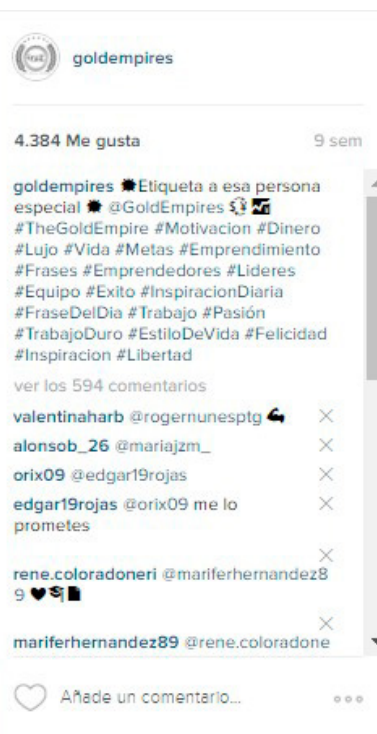 goldempires
4.384 Me gusta 9 sem
goldempires Etiqueta a esa persona
especial @GoldEmpires
#TheGoldEmpire #Motivacion #Dinero
#Lujo #Vida #Metas #Emprendimiento
#Frases #Emprendedores #Lideres
#Equipo #Exito #InspiracionDiaria
#FraseDelDia #Trabajo #Pasión
#TrabajoDuro #EstiloDeVida #Felicidad
#Inspiracion #Libertad
ver los 594 comentarios
valentinaharb @rogernunesptg
alonsob_26 @mariajzm_
orix09 @edgar19rojas
edgar19rojas @orix09 me lo
prometes
rene.coloradoneri @mariferhernandez8
9
mariferhernandez89 @rene.coloradone
Añade un comentario...